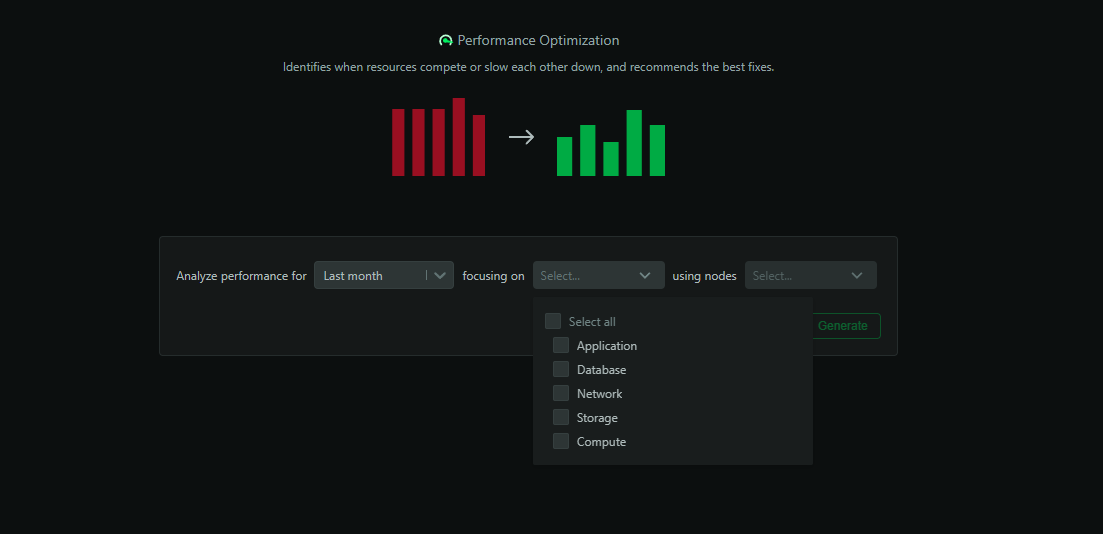 Performance Optimization
Identifies when resources compete or slow each other down, and recommends the best fixes.
Analyze performance for Last month focusing on Select... using nodes Select...
Select all
Generate
Application
Database
Network
Storage
Compute